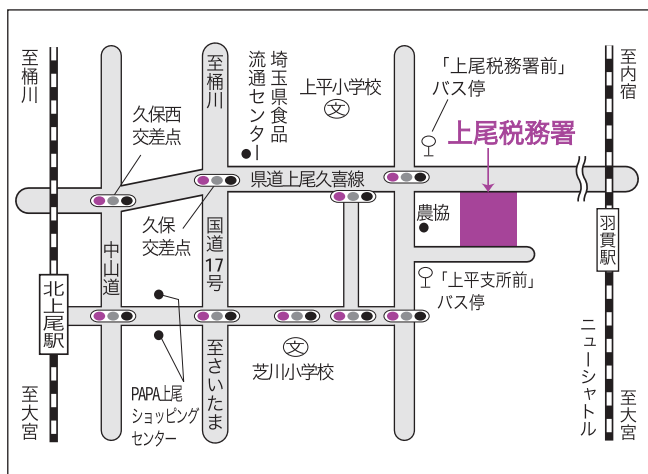 至桶川
久保西
交差点
至桶川
埼玉県食品
流通センター
上平小学校
文
「上尾税務署前」
バス停
至内宿
上尾税務署
県道上尾久喜線
久保
交差点
農協
中山道
国道17号
羽貫駅
北上尾駅
「上平支所前」
バス停
文
芝川小学校
至さいたま
PAPA上尾
ショッピング
センター
ニューシャトル
至大宮
至大宮